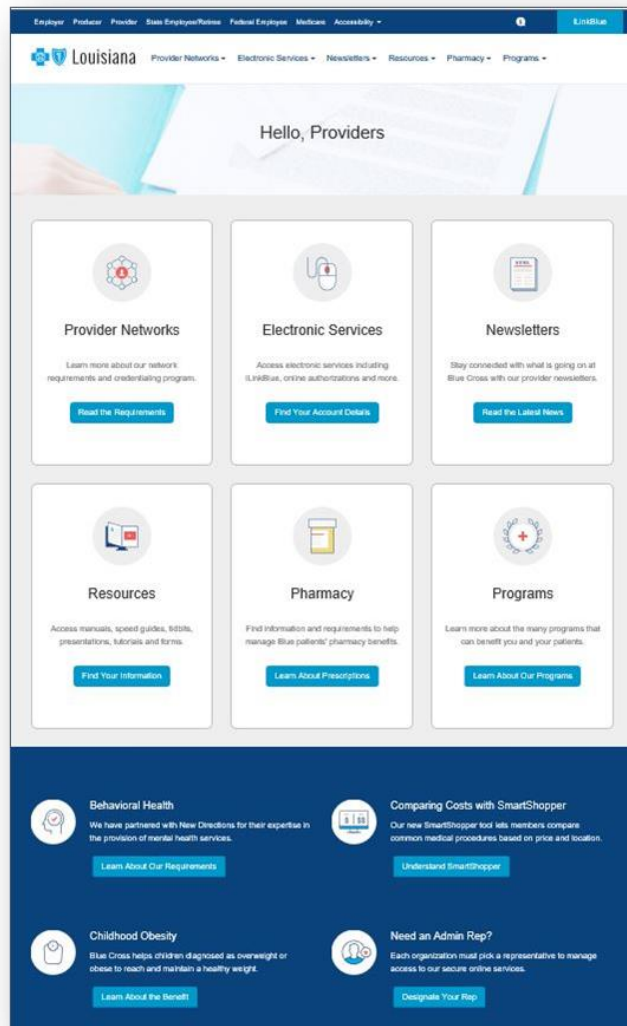 Employer Producer Provider State Employee/Retiree Federal Employee Medicare Accessibility
iLinkBlue
Louisiana Provider Networks Electronic Services Newsletters Resources Pharmacy Programs
Hello, Providers
Provider Networks
Learn more about our network
requirements and credentialing program.
Read the Requirements
Electronic Services
Access electronic services including
iLinkBlue, online authorizations and more.
Find Your Account Details
Newsletters
Stay connected with what is going on at
Blue Cross with our provider newsletters.
Read the Latest News
Resources
Access manuals, speed guides, tidbits,
presentations, tutorials and forms.
Find Your Information
Pharmacy
Find information and requirements to help
manage Blue patients' pharmacy benefits.
Learn About Prescriptions
Programs
Learn more about the many programs that
can benefit you and your patients.
Learn About Our Programs
Behavioral Health
We have partnered with New Directions for their expertise in
the provision of mental health services.
Learn About Our Requirements
Comparing Costs with SmartShopper
Our new SmartShopper tool lets members compare
common medical procedures based on price and location.
Understand SmartShopper
Childhood Obesity
Blue Cross helps children diagnosed as overweight or
obese to reach and maintain a healthy weight.
Learn About the Benefit
Need an Admin Rep?
Each organization must pick a representative to manage
access to our secure online services.
Designate Your Rep